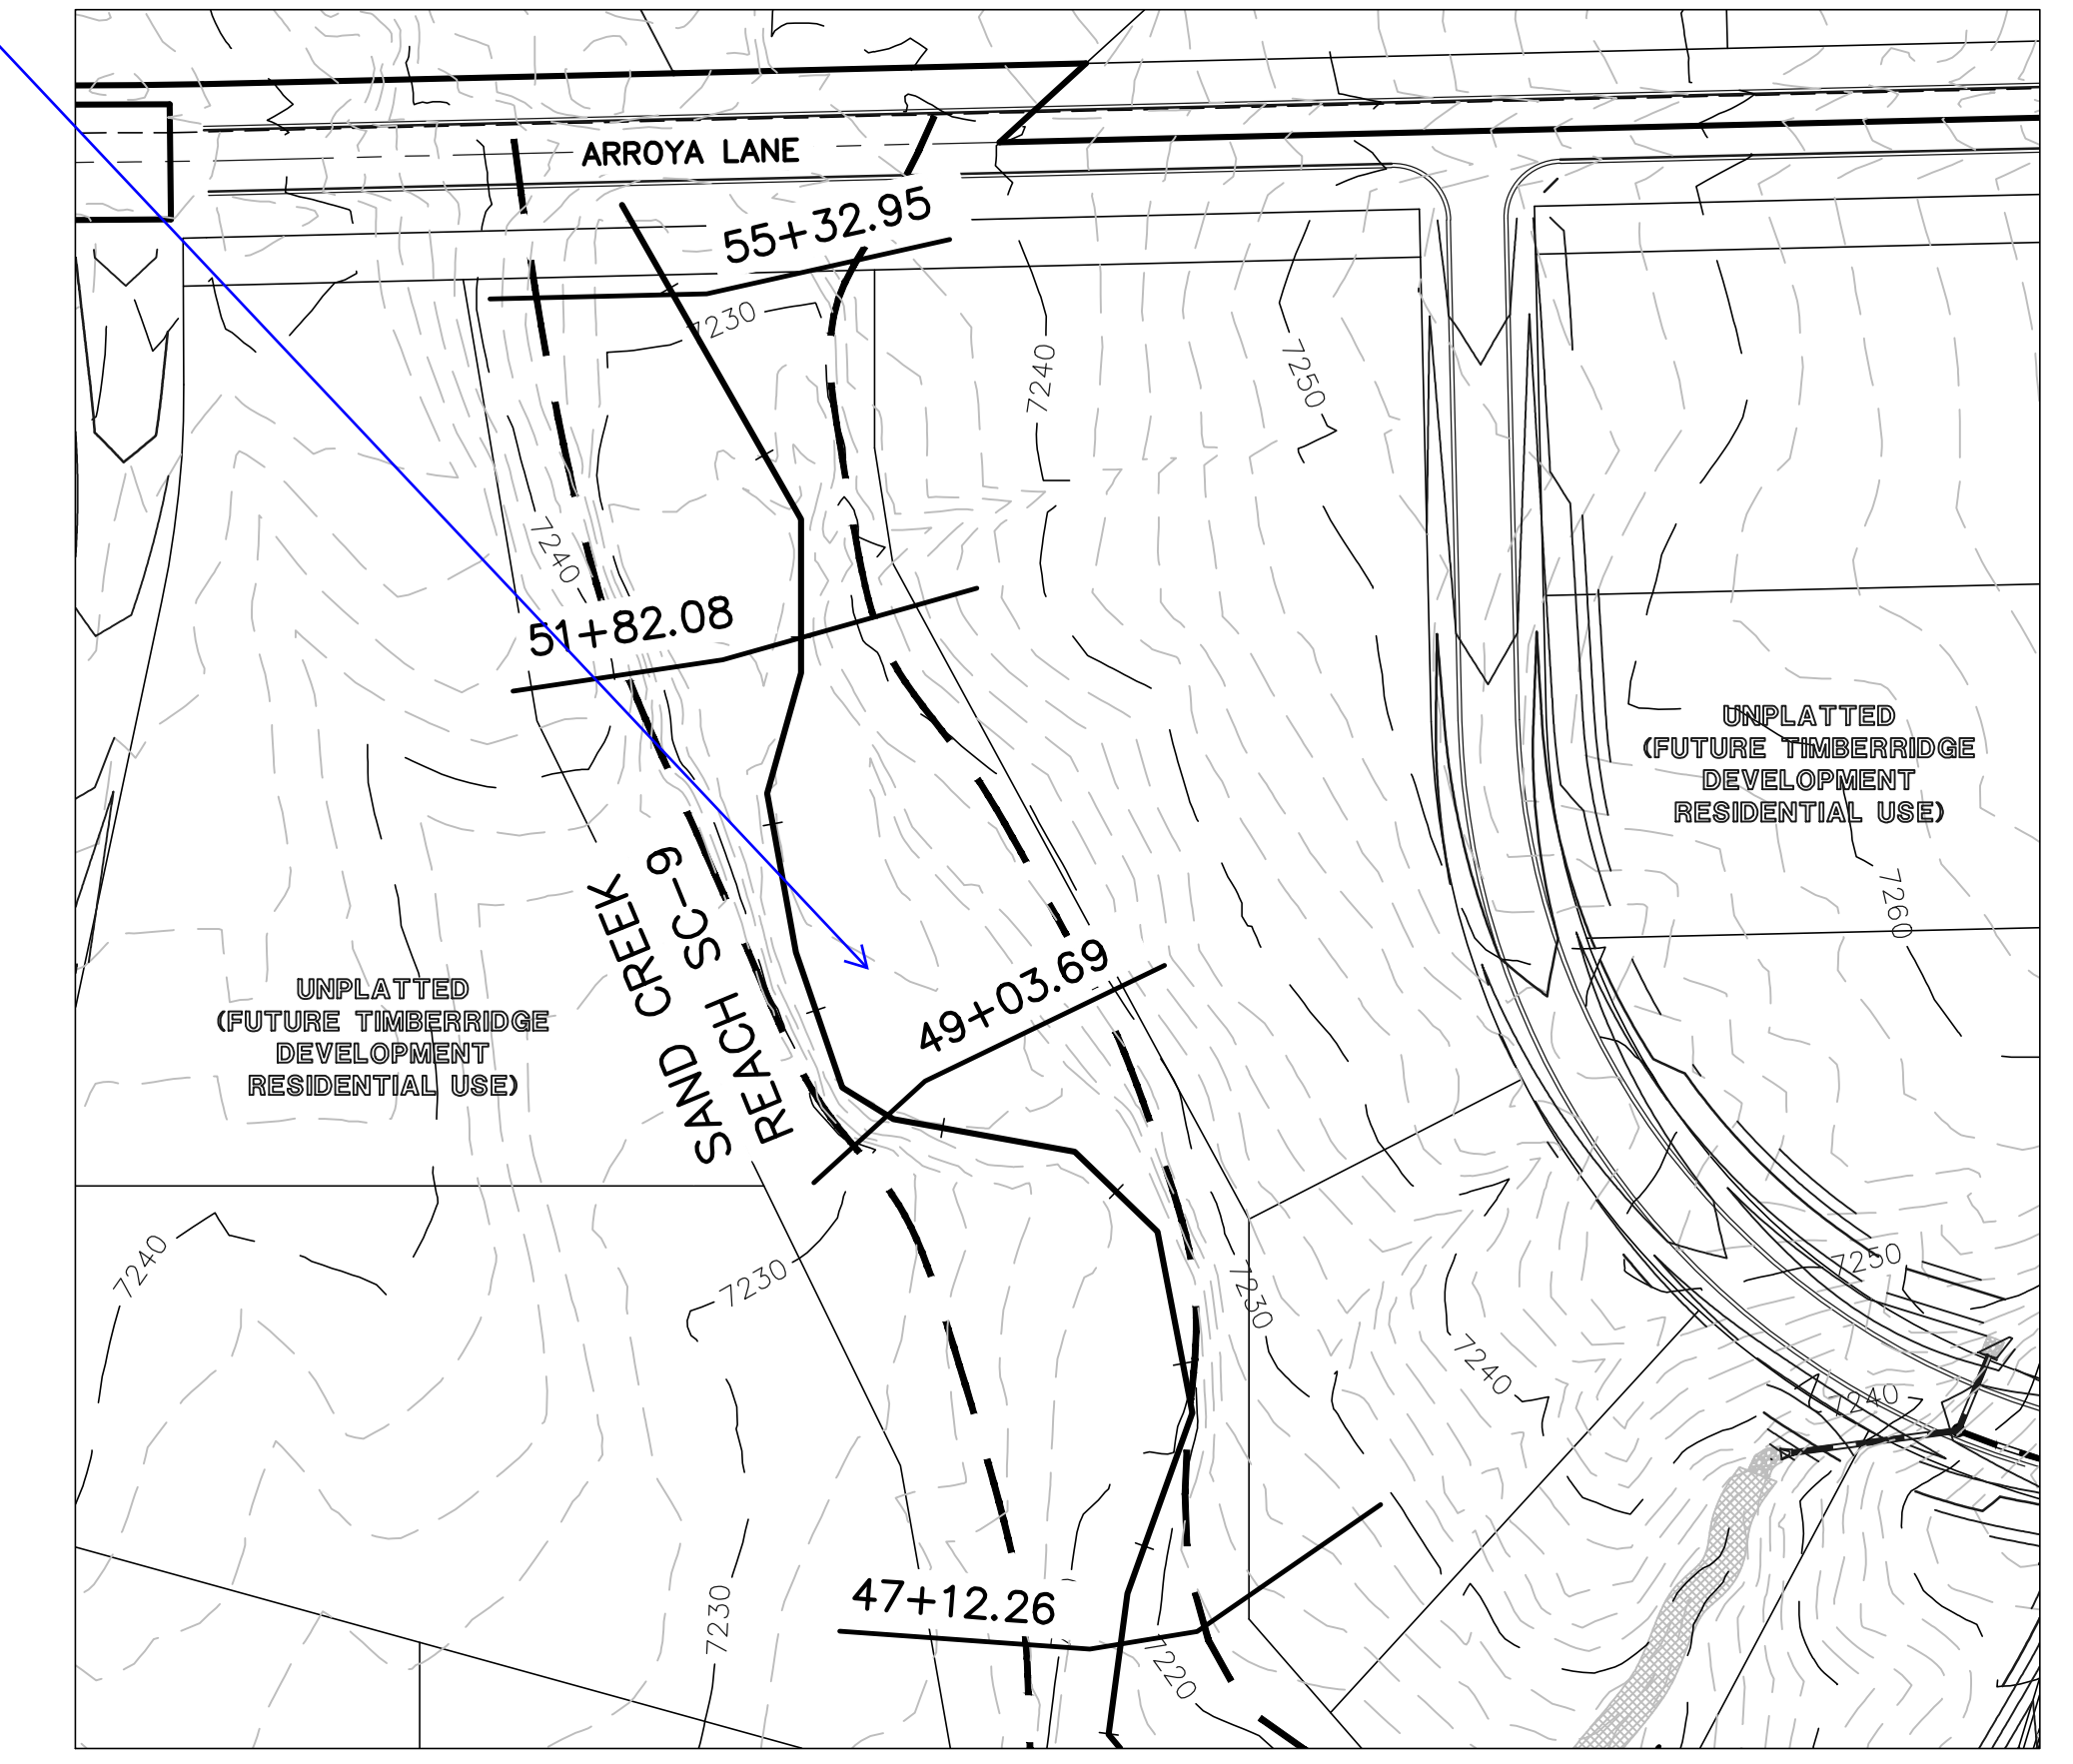 ARROYA LANE
55+32.95
7230
7240
7250
7240
51+82.08
UNPLATTED
(FUTURE TIMBERRIDGE
DEVELOPMENT
RESIDENTIAL USE)
7260
SAND CREEK
REACH SC-9
49+03.69
UNPLATTED
(FUTURE TIMBERRIDGE
DEVELOPMENT
RESIDENTIAL USE)
7240
7230
7230
7250
7240
7240
47+12.26
7230
7220